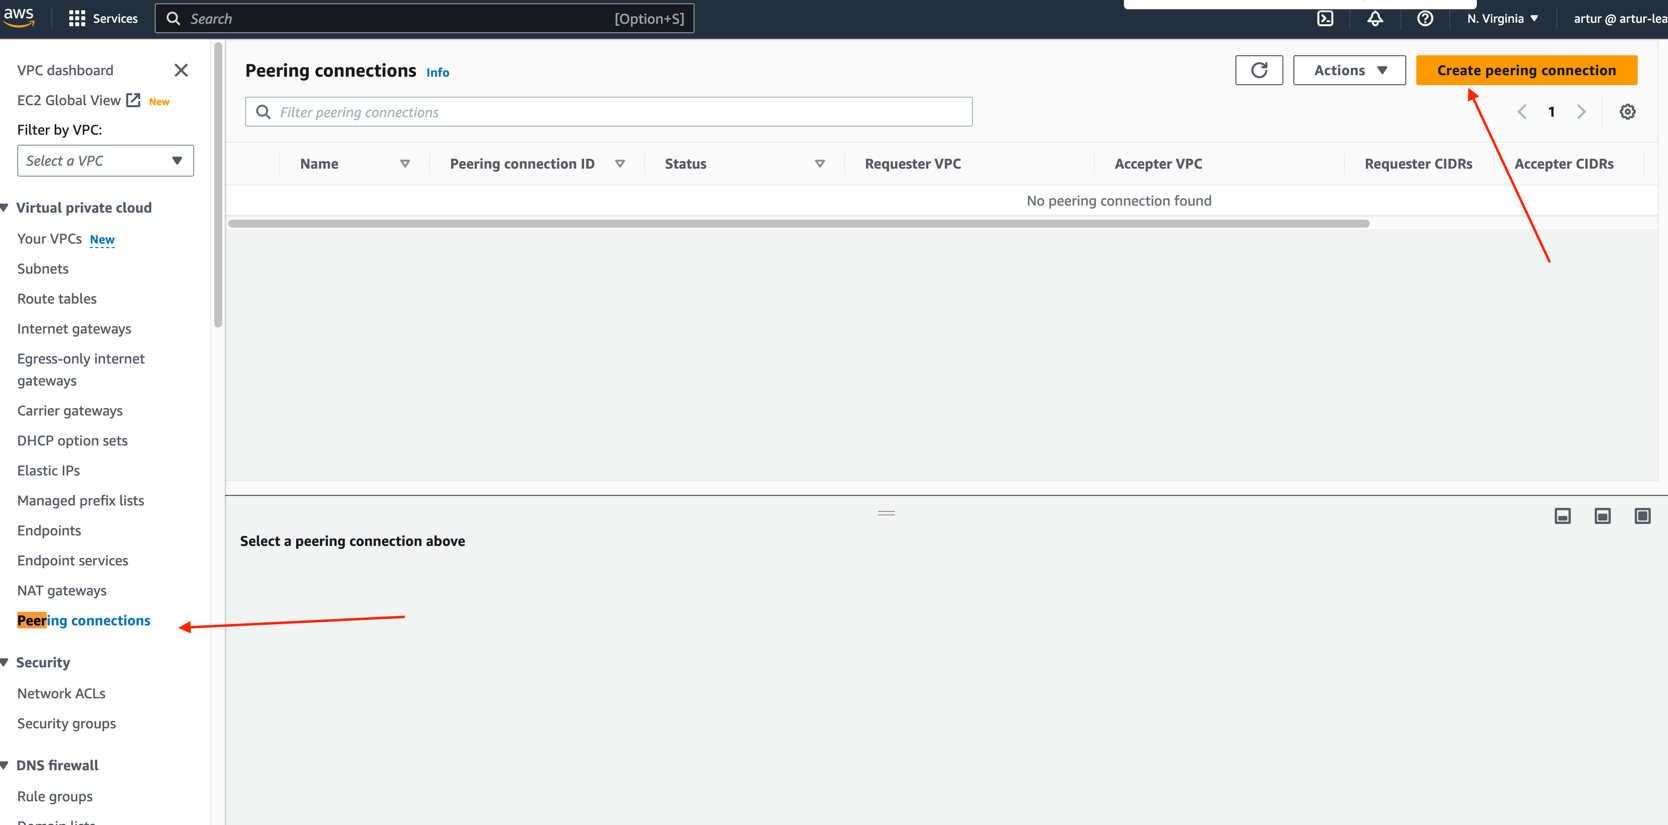 aws
Services
Search
[Option+S]
N. Virginia
artur @ artur-lea
VPC dashboard
EC2 Global View New
Filter by VPC:
Select a VPC
Virtual private cloud
Your VPCs New
Subnets
Route tables
Internet gateways
Egress-only internet
gateways
Carrier gateways
DHCP option sets
Elastic IPs
Managed prefix lists
Endpoints
Endpoint services
NAT gateways
Peering connections
Security
Network ACLs
Security groups
DNS firewall
Rule groups
Domain lists
Peering connections Info
Actions
Create peering connection
Filter peering connections
1
Name
Peering connection ID
Status
Requester VPC
Accepter VPC
Requester CIDRs
Accepter CIDRs
No peering connection found
Select a peering connection above